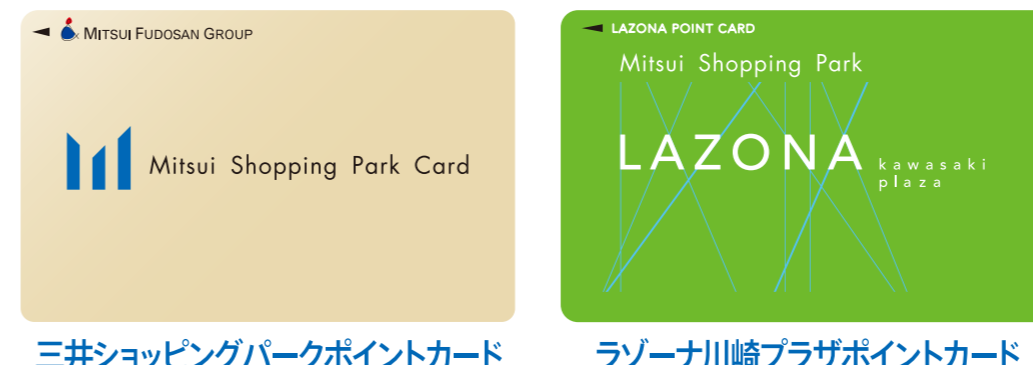 MITSUI FUDOSAN GROUP
Mitsui Shopping Park Card
三井ショッピングパークポイントカード
LAZONA POINT CARD
Mitsui Shopping Park
LAZONA kawasaki
plaza
ラゾーナ川崎プラザポイントカード